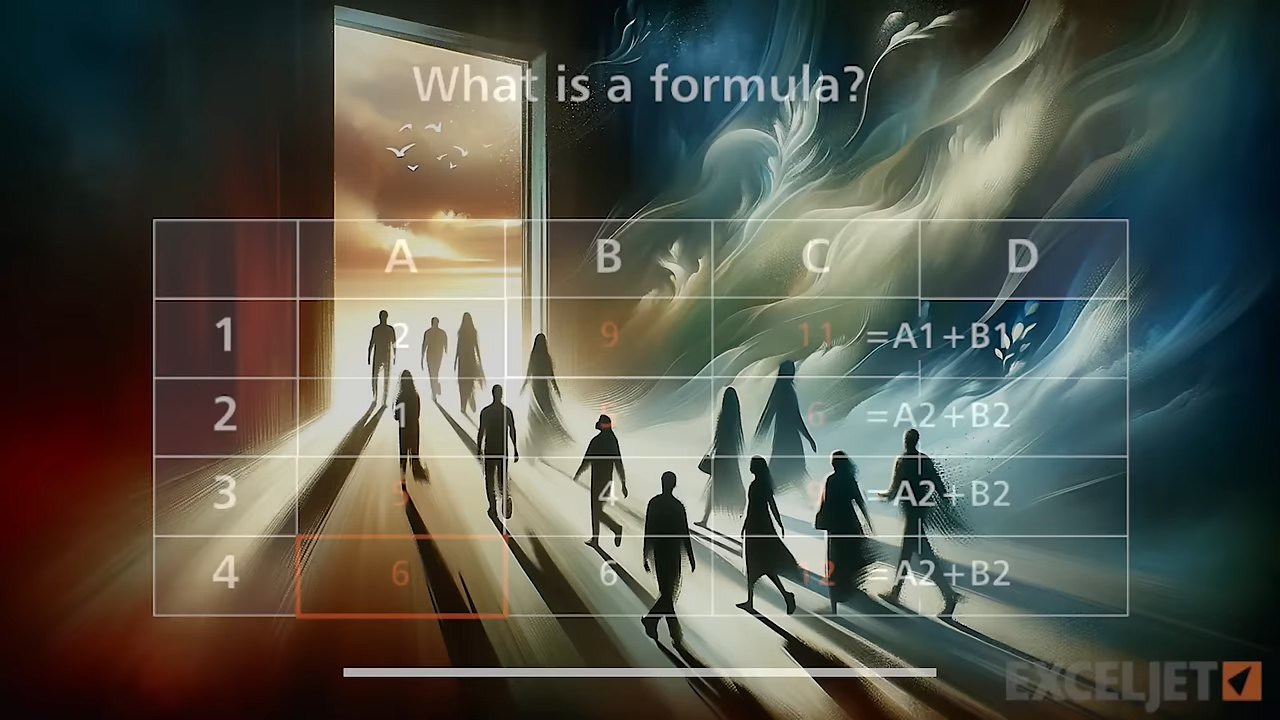 What is a formula?
A B C D
1 2 9 11 =A1+B1
2 1 5 6 =A2+B2
3 4 =A2+B2
4 6 6 12 =A2+B2
EXCELJET